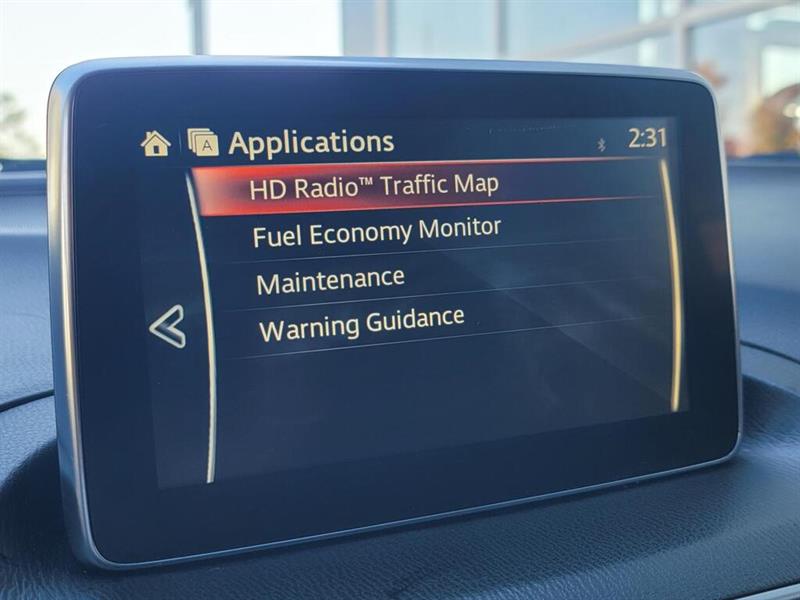 A Applications 2:31
HD Radio™ Traffic Map
Fuel Economy Monitor
Maintenance
Warning Guidance